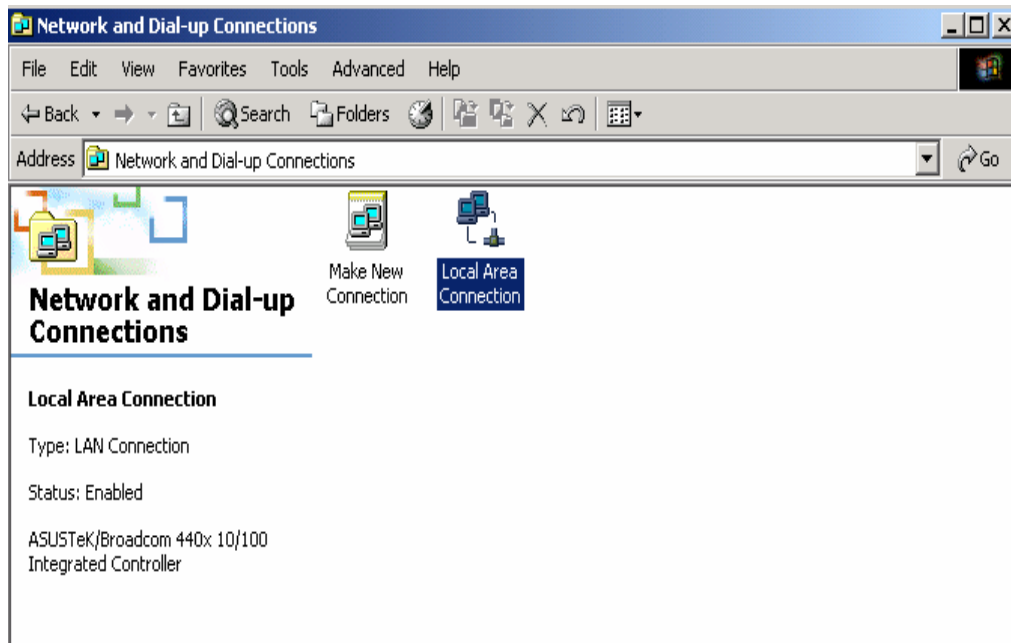 Network and Dial-up Connections
File Edit View Favorites Tools Advanced Help
Back Search Folders
Address Network and Dial-up Connections Go
Make New Connection
Local Area Connection
Network and Dial-up
Connections
Local Area Connection
Type: LAN Connection
Status: Enabled
ASUSTeK/Broadcom 440x 10/100
Integrated Controller